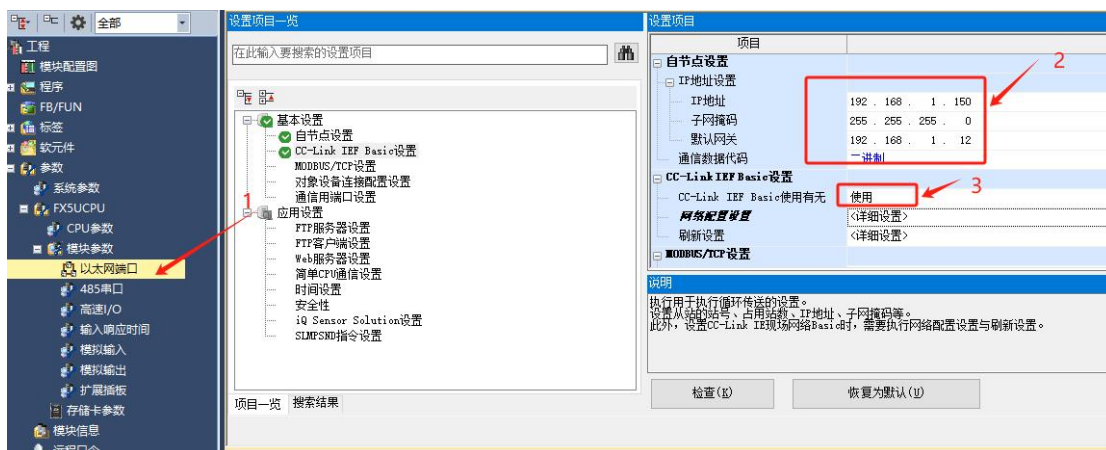 全部
工程
模块配置图
程序
FB/FUN
标签
软元件
参数
系统参数
FX5UCPU
CPU参数
模块参数
以太网端口
485串口
高速I/O
输入响应时间
模拟输入
模拟输出
扩展插板
存储卡参数
模块信息
远程口令
设置项目一览
在此输入要搜索的设置项目
基本设置
自节点设置
CC-Link IEF Basic设置
MODBUS/TCP设置
对象设备连接配置设置
通信用端口设置
1
应用设置
FTP服务器设置
FTP客户端设置
Web服务器设置
简单CPU通信设置
时间设置
安全性
iQ Sensor Solution设置
SLMPSND指令设置
项目一览 搜索结果
设置项目
项目
自节点设置
2
IP地址设置
IP地址 192 . 168 . 1 . 150
子网掩码 255 . 255 . 255 . 0
默认网关 192 . 168 . 1 . 12
通信数据代码 二进制
CC-Link IEF Basic设置
3
CC-Link IEF Basic使用有无 使用
网络配置设置 <详细设置>
刷新设置 <详细设置>
MODBUS/TCP设置
说明
执行用于执行循环传送的设置。
设置从站的站号、占用站数、IP地址、子网掩码等。
此外，设置CC-Link IE现场网络Basic时，需要执行网络配置设置与刷新设置。
检查(K)
恢复为默认(U)